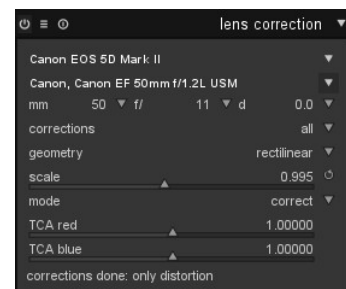 lens correction
Canon EOS 5D Mark II
Canon, Canon EF 50mm f/1.2L USM
mm 50 f/ 11 d 0.0
corrections all
geometry rectilinear
scale 0.995
mode correct
TCA red 1.00000
TCA blue 1.00000
corrections done: only distortion